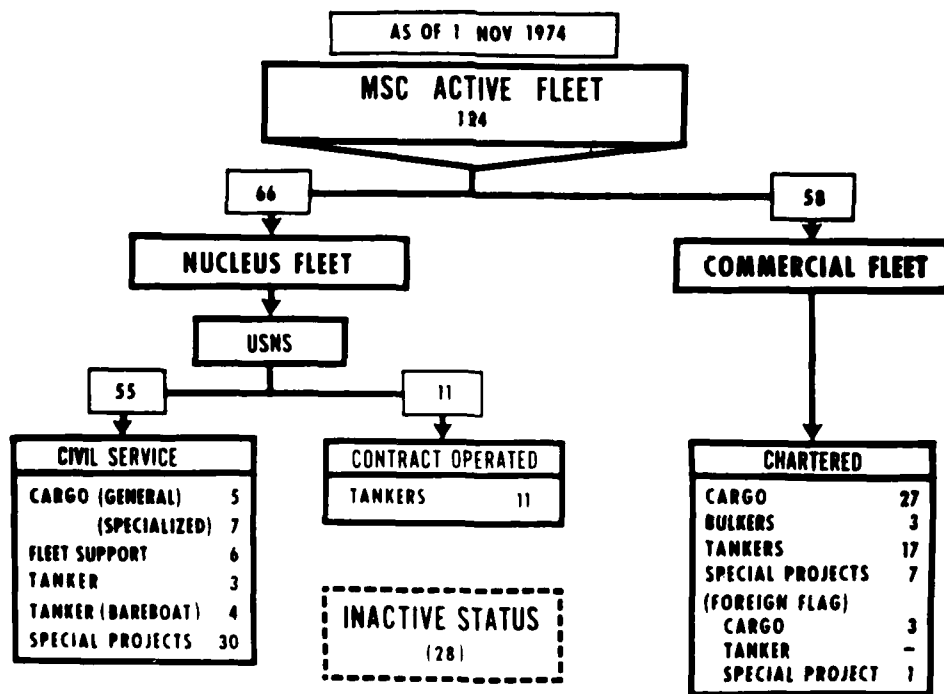 AS OF 1 NOV 1974
MSC ACTIVE FLEET
124
66
58
NUCLEUS FLEET
COMMERCIAL FLEET
USNS
55
11
CIVIL SERVICE
CARGO (GENERAL) 5
(SPECIALIZED) 7
FLEET SUPPORT 6
TANKER 3
TANKER (BAREBOAT) 4
SPECIAL PROJECTS 30
CONTRACT OPERATED
TANKERS 11
INACTIVE STATUS
(28)
CHARTERED
CARGO 27
BULKERS 3
TANKERS 17
SPECIAL PROJECTS 7
(FOREIGN FLAG)
CARGO 3
TANKER –
SPECIAL PROJECT 1